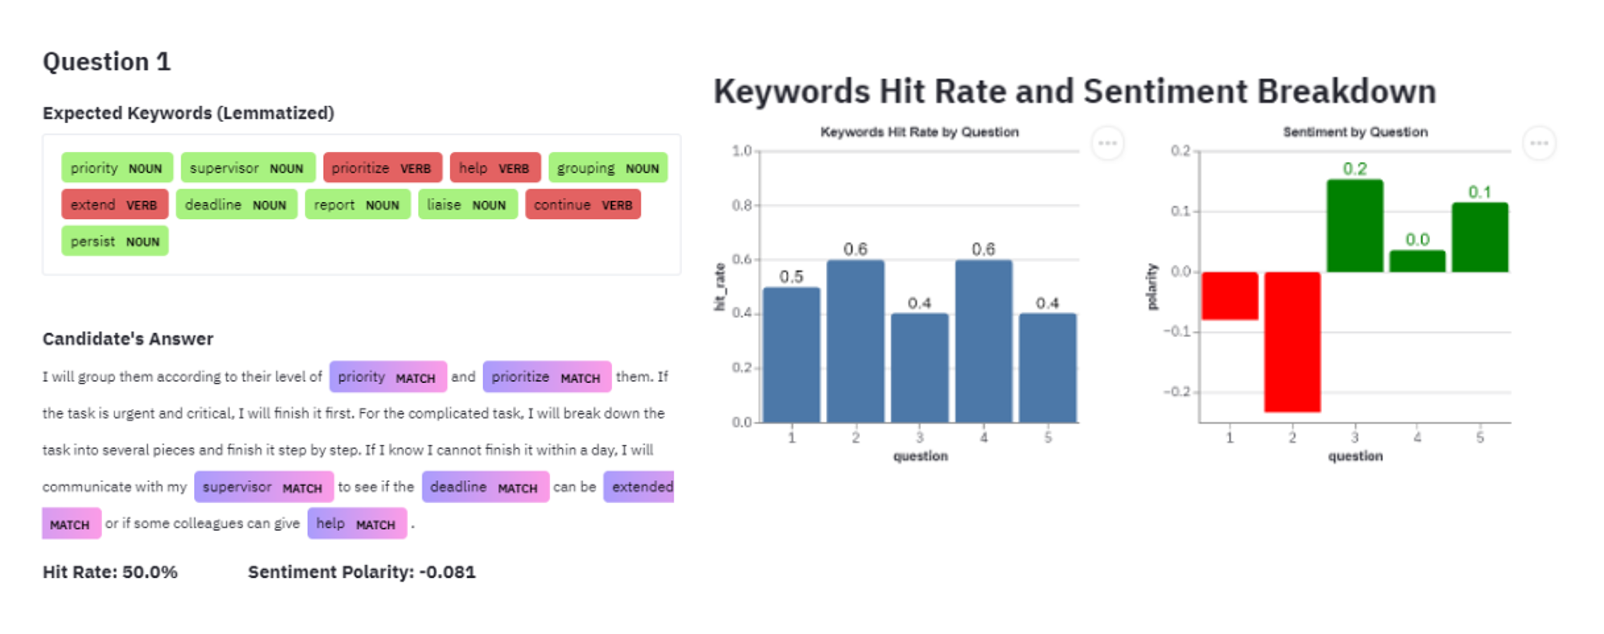 Question 1
Expected Keywords (Lemmatized)
priority NOUN supervisor NOUN prioritize VERB help VERB grouping NOUN
extend VERB deadline NOUN report NOUN liaise NOUN continue VERB
persist NOUN
Candidate's Answer
I will group them according to their level of priority MATCH and prioritize MATCH them. If
the task is urgent and critical, I will finish it first. For the complicated task, I will break down the
task into several pieces and finish it step by step. If I know I cannot finish it within a day, I will
communicate with my supervisor MATCH to see if the deadline MATCH can be extended
MATCH or if some colleagues can give help MATCH .
Hit Rate: 50.0% Sentiment Polarity: -0.081
Keywords Hit Rate and Sentiment Breakdown
Keywords Hit Rate by Question
1.0
0.8
0.6
0.4
0.2
0.0
hit_rate
0.5 0.6 0.4 0.6 0.4
1 2 3 4 5
question
Sentiment by Question
0.2
0.1
0.0
−0.1
−0.2
polarity
0.2 0.0 0.1
1 2 3 4 5
question